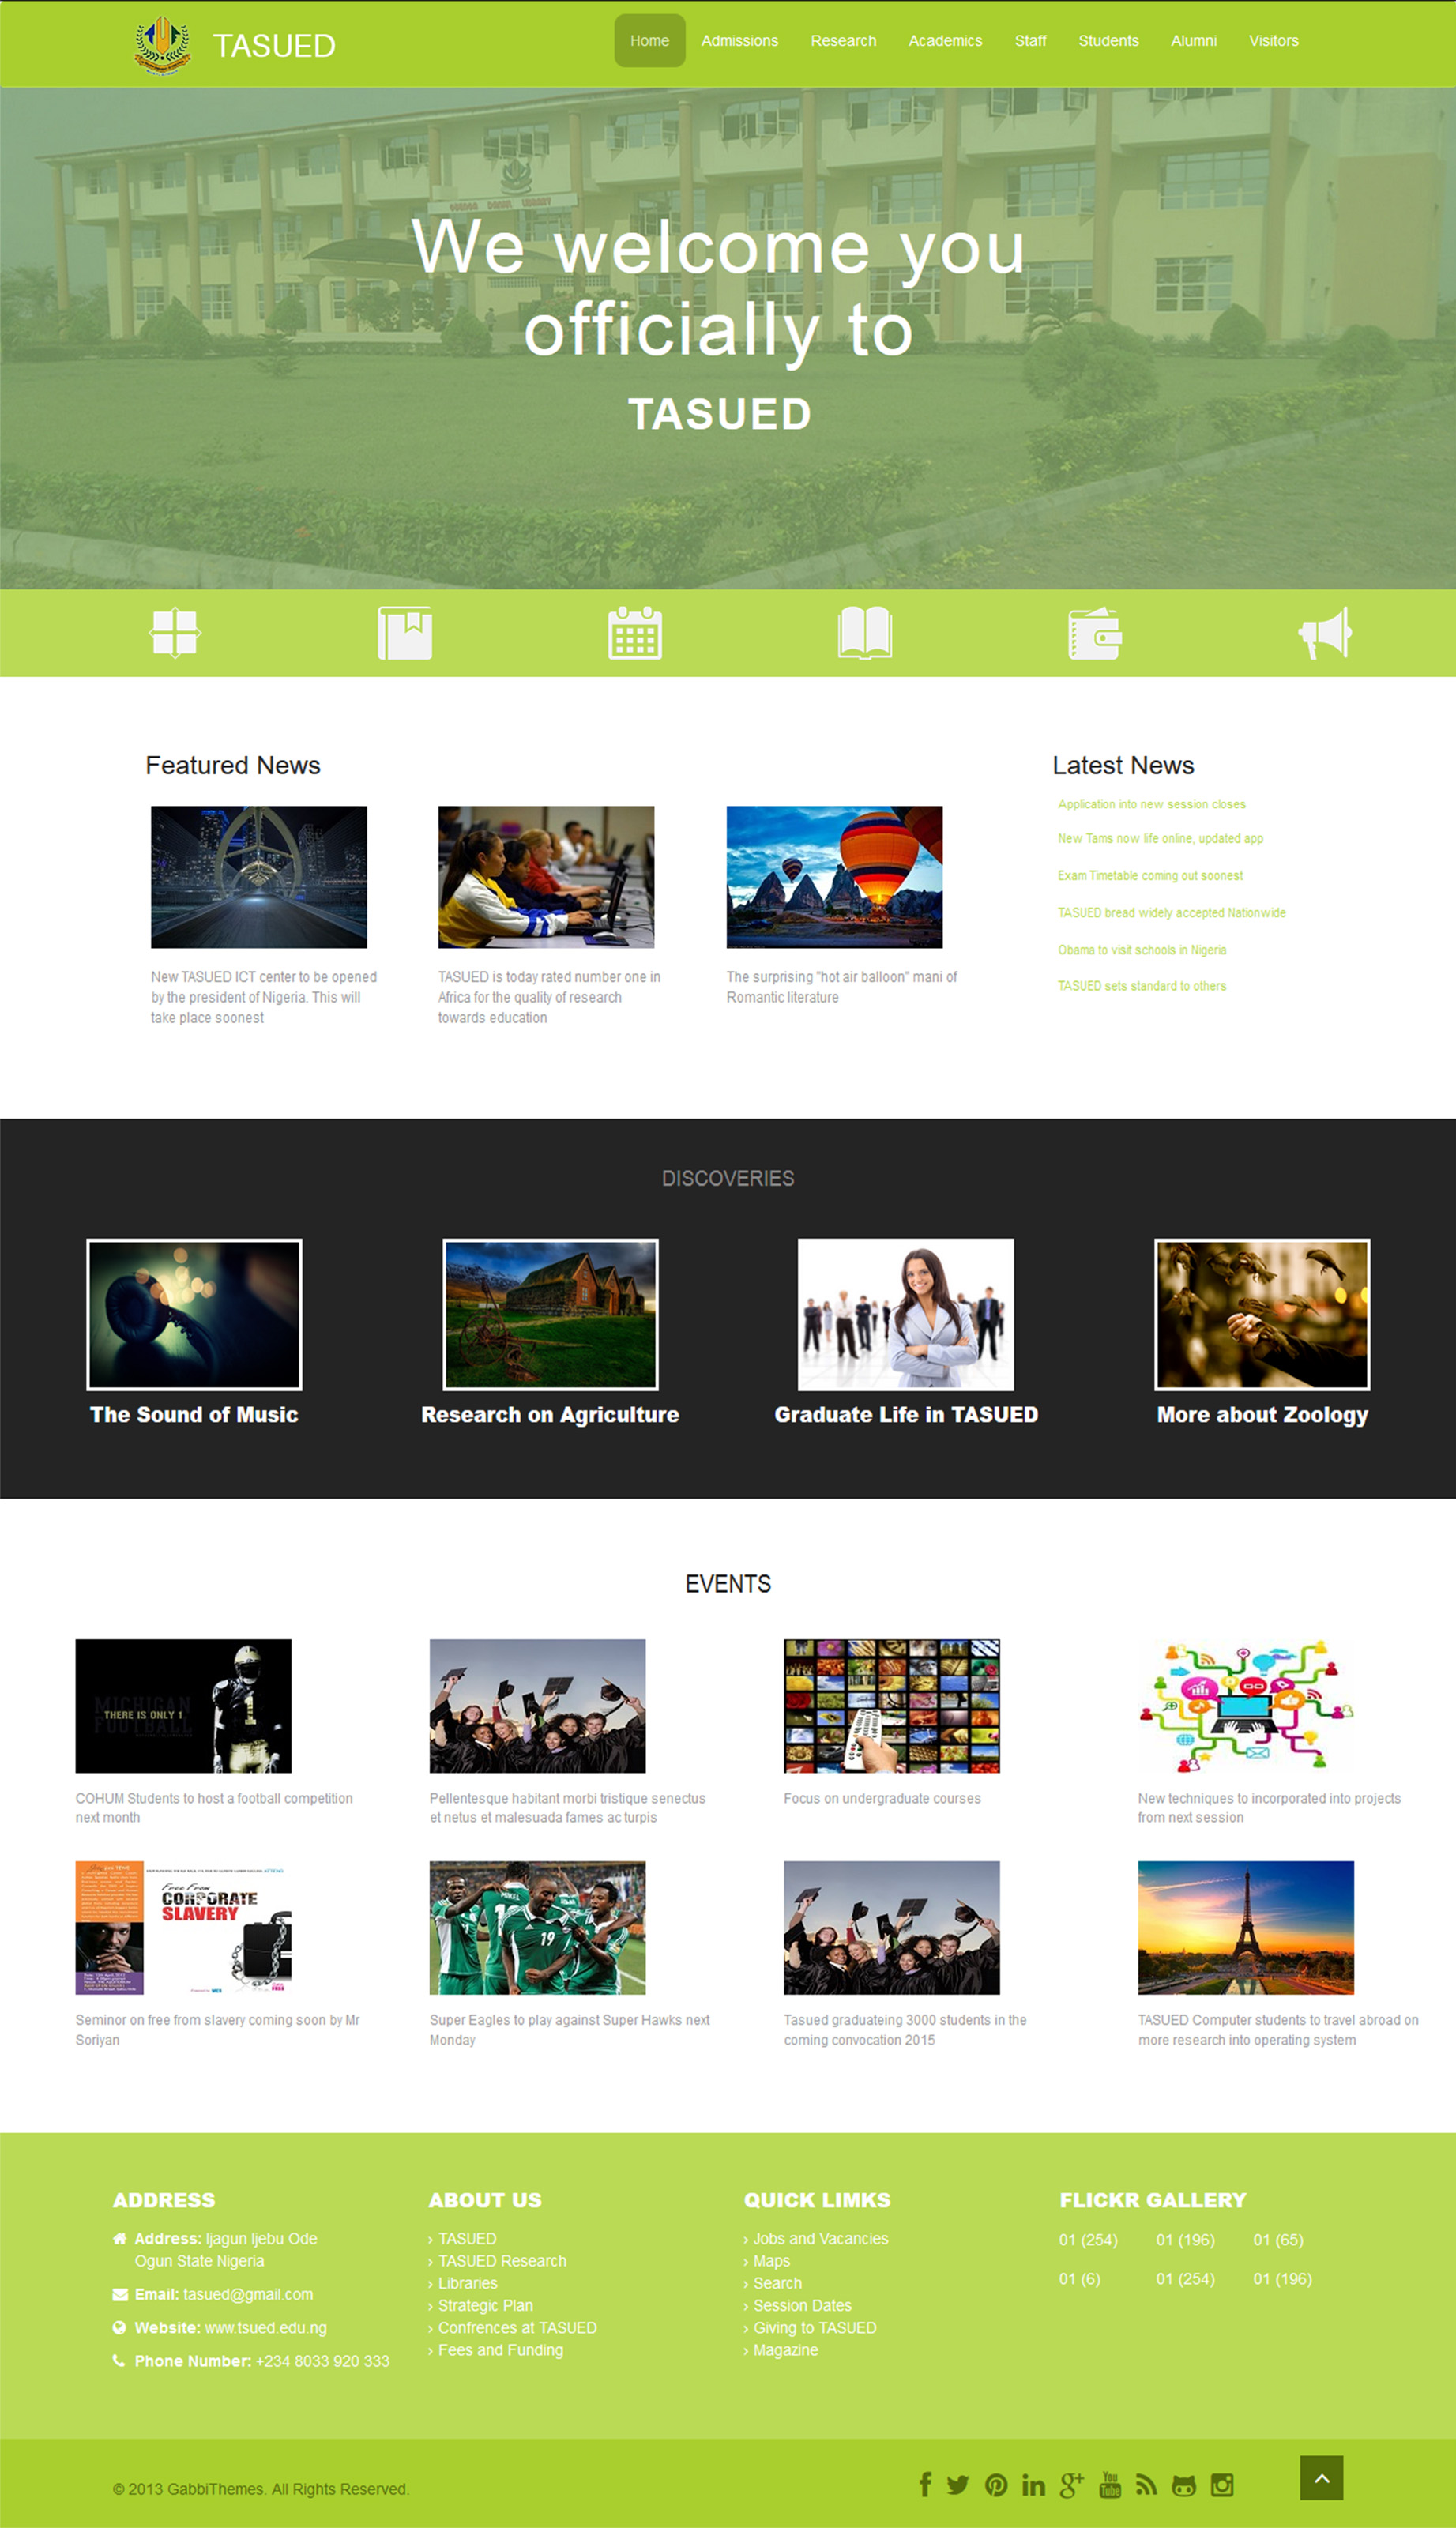 TASUED
Home Admissions Research Academics Staff Students Alumni Visitors
We welcome you
officially to
TASUED
Featured News
New TASUED ICT center to be opened
by the president of Nigeria. This will
take place soonest
TASUED is today rated number one in
Africa for the quality of research
towards education
The surprising "hot air balloon" mani of
Romantic literature
Latest News
Application into new session closes
New Tams now life online, updated app
Exam Timetable coming out soonest
TASUED bread widely accepted Nationwide
Obama to visit schools in Nigeria
TASUED sets standard to others
DISCOVERIES
The Sound of Music
Research on Agriculture
Graduate Life in TASUED
More about Zoology
EVENTS
MICHIGAN
THERE IS ONLY 1
FOOTBALL
COHUM Students to host a football competition
next month
Pellentesque habitant morbi tristique senectus
et netus et malesuada fames ac turpis
Focus on undergraduate courses
New techniques to incorporated into projects
from next session
Free From
CORPORATE
SLAVERY
Seminor on free from slavery coming soon by Mr
Soriyan
19
Super Eagles to play against Super Hawks next
Monday
Tasued graduateing 3000 students in the
coming convocation 2015
TASUED Computer students to travel abroad on
more research into operating system
ADDRESS
Address: Ijagun Ijebu Ode
Ogun State Nigeria
Email: tasued@gmail.com
Website: www.tsued.edu.ng
Phone Number: +234 8033 920 333
ABOUT US
› TASUED
› TASUED Research
› Libraries
› Strategic Plan
› Confrences at TASUED
› Fees and Funding
QUICK LIMKS
› Jobs and Vacancies
› Maps
› Search
› Session Dates
› Giving to TASUED
› Magazine
FLICKR GALLERY
01 (254) 01 (196) 01 (65)
01 (6) 01 (254) 01 (196)
© 2013 GabbiThemes. All Rights Reserved.
You
Tube